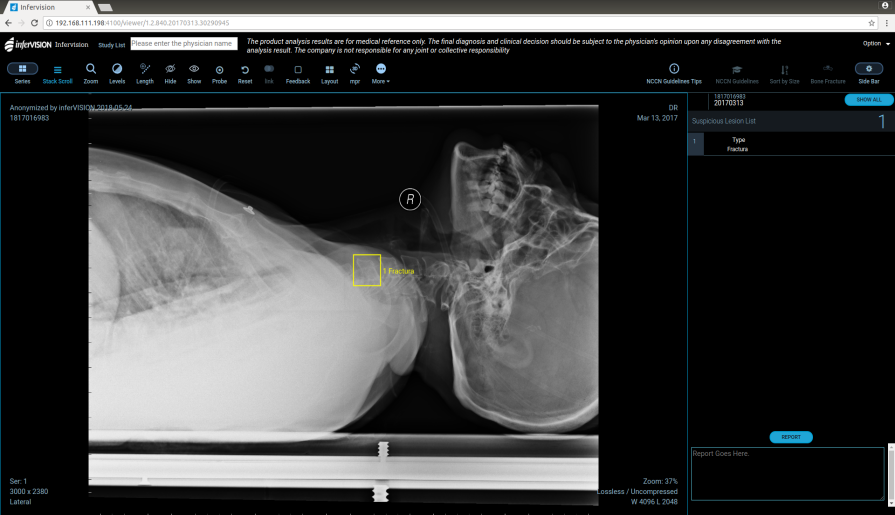 Infervision
192.168.111.198:4100/viewer/1.2.840.20170313.30290945
inferVISION Infervision Study List Please enter the physician name
The product analysis results are for medical reference only. The final diagnosis and clinical decision should be subject to the physician's opinion upon any disagreement with the
analysis result. The company is not responsible for any joint or collective responsibility
Option
Series Stack Scroll Zoom Levels Length Hide Show Probe Reset link Feedback Layout mpr More
NCCN Guidelines Tips NCCN Guidelines Sort by Size Bone Fracture Side Bar
Anonymized by inferVISION 2018-05-24
1817016983
DR
Mar 13, 2017
R
1 Fractura
Ser: 1
3000 x 2380
Lateral
Zoom: 37%
Lossless / Uncompressed
W 4096 L 2048
1817016983
20170313
SHOW ALL
Suspicious Lesion List 1
1 Type
Fractura
REPORT
Report Goes Here.